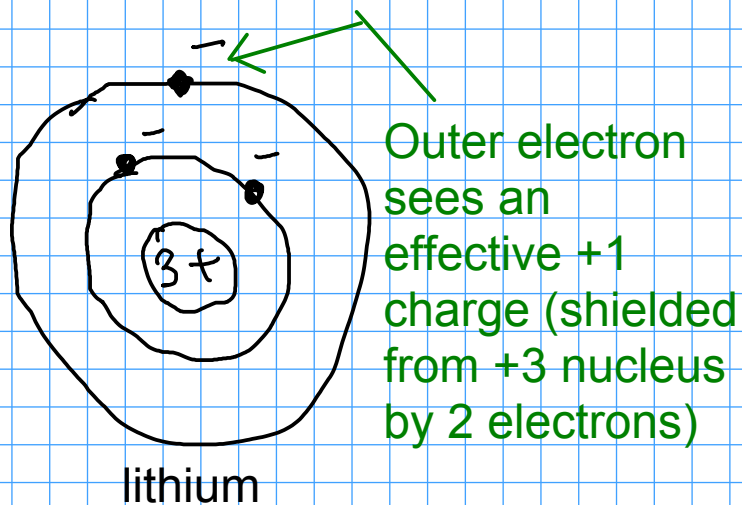 Outer electron
sees an
effective +1
charge (shielded
from +3 nucleus
by 2 electrons)
3+
lithium